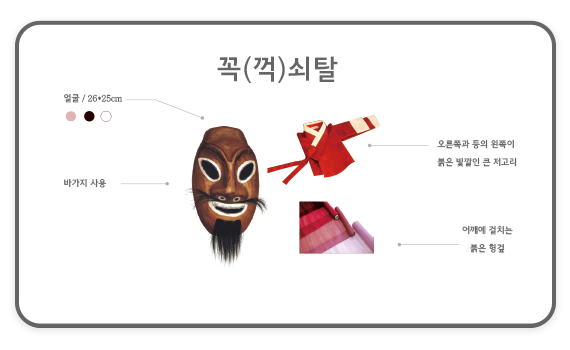 꼭(꺽)쇠탈
얼굴 / 26*25cm
바가지 사용
오른쪽과 등의 왼쪽이
붉은 빛깔인 큰 저고리
어깨에 걸치는
붉은 헝겊